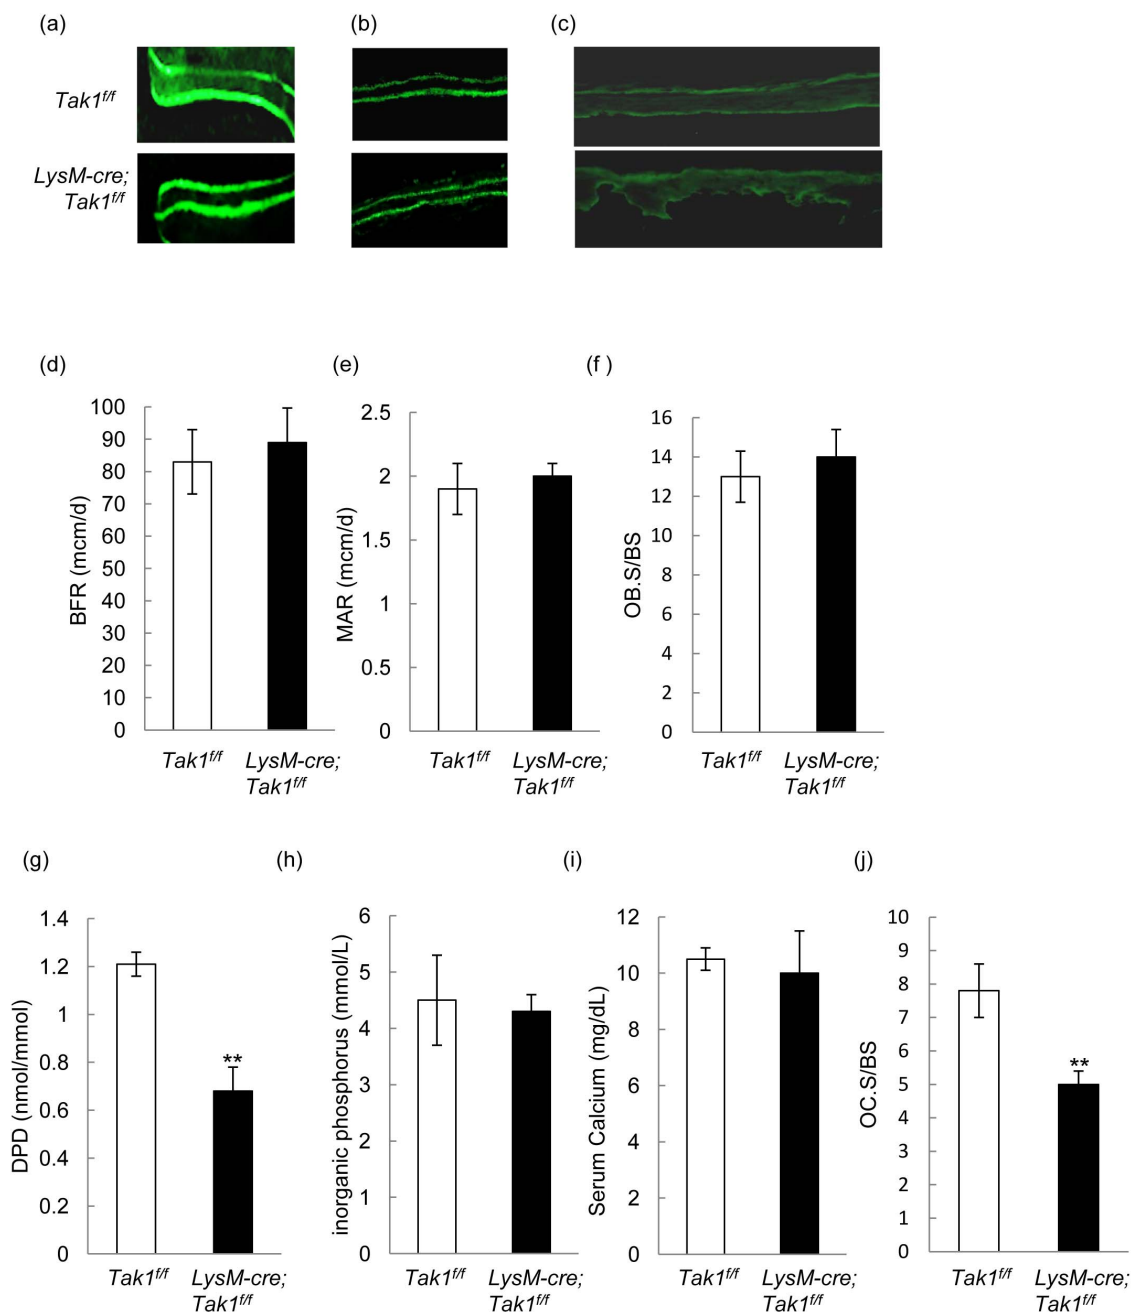 (a) (b) (c)
Tak1f/f
LysM-cre;
Tak1f/f
(d) (e) (f )
BFR (mcm/d)
100
90
80
70
60
50
40
30
20
10
0
Tak1f/f LysM-cre;
Tak1f/f
MAR (mcm/d)
2.5
2
1.5
1
0.5
0
Tak1f/f LysM-cre;
Tak1f/f
OB.S/BS
16
14
12
10
8
6
4
2
0
Tak1f/f LysM-cre;
Tak1f/f
(g) (h) (i) (j)
DPD (nmol/mmol)
1.4
1.2
1
0.8
0.6
0.4
0.2
0
**
Tak1f/f LysM-cre;
Tak1f/f
inorganic phosphorus (mmol/L)
6
5
4
3
2
1
0
Tak1f/f LysM-cre;
Tak1f/f
Serum Calcium (mg/dL)
12
10
8
6
4
2
0
Tak1f/f LysM-cre;
Tak1f/f
OC.S/BS
10
9
8
7
6
5
4
3
2
1
0
**
Tak1f/f LysM-cre;
Tak1f/f